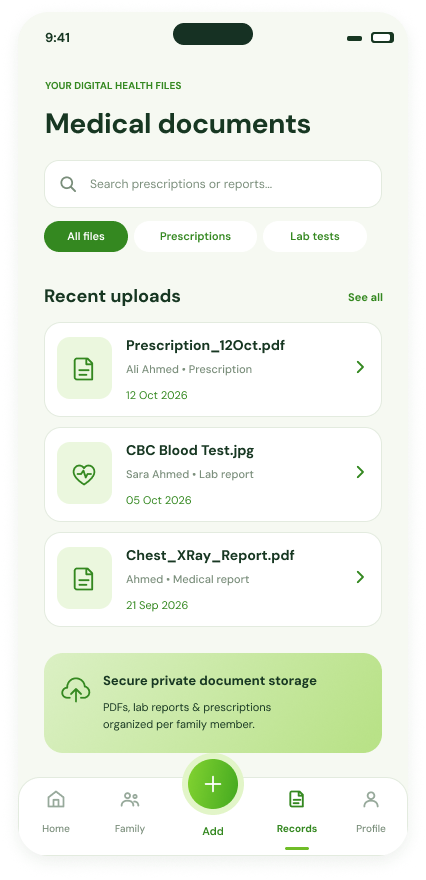 9:41
YOUR DIGITAL HEALTH FILES
Medical documents
Search prescriptions or reports...
All files
Prescriptions
Lab tests
Recent uploads
See all
Prescription_12Oct.pdf
Ali Ahmed • Prescription
12 Oct 2026
CBC Blood Test.jpg
Sara Ahmed • Lab report
05 Oct 2026
Chest_XRay_Report.pdf
Ahmed • Medical report
21 Sep 2026
Secure private document storage
PDFs, lab reports & prescriptions
organized per family member.
Home
Family
Add
Records
Profile